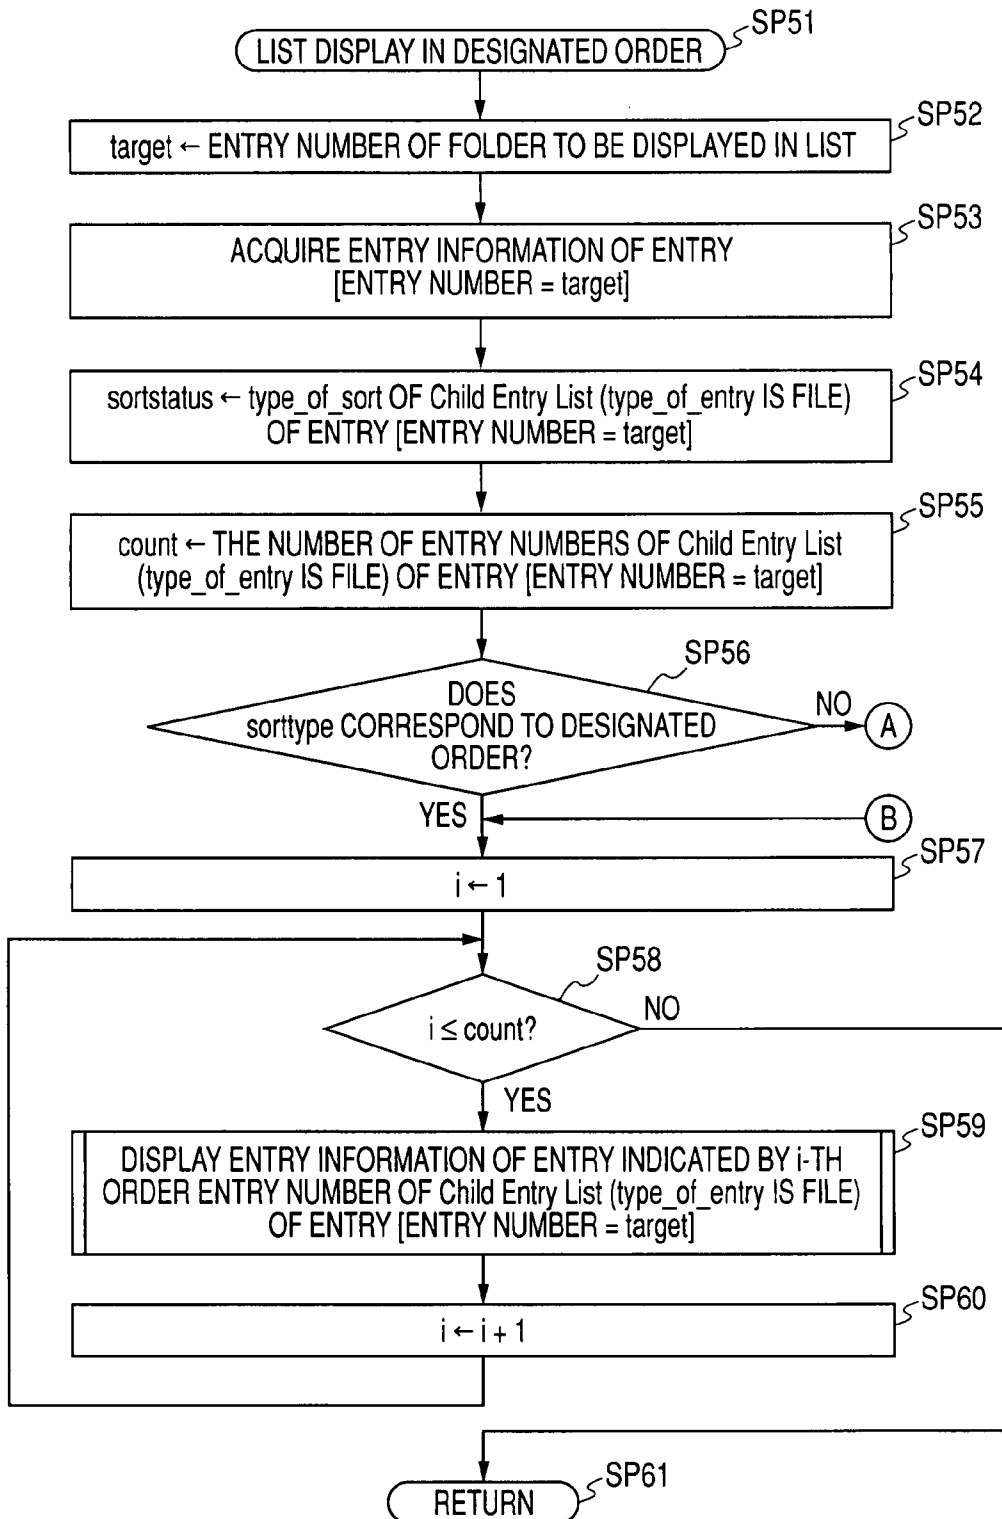 SP51
LIST DISPLAY IN DESIGNATED ORDER
SP52
target ← ENTRY NUMBER OF FOLDER TO BE DISPLAYED IN LIST
SP53
ACQUIRE ENTRY INFORMATION OF ENTRY
[ENTRY NUMBER = target]
SP54
sortstatus ← type_of_sort OF Child Entry List (type_of_entry IS FILE)
OF ENTRY [ENTRY NUMBER = target]
SP55
count ← THE NUMBER OF ENTRY NUMBERS OF Child Entry List
(type_of_entry IS FILE) OF ENTRY [ENTRY NUMBER = target]
SP56
DOES
sorttype CORRESPOND TO DESIGNATED
ORDER?
NO
A
YES
B
SP57
i ← 1
SP58
i ≤ count?
NO
YES
SP59
DISPLAY ENTRY INFORMATION OF ENTRY INDICATED BY i-TH
ORDER ENTRY NUMBER OF Child Entry List (type_of_entry IS FILE)
OF ENTRY [ENTRY NUMBER = target]
SP60
i ← i + 1
SP61
RETURN